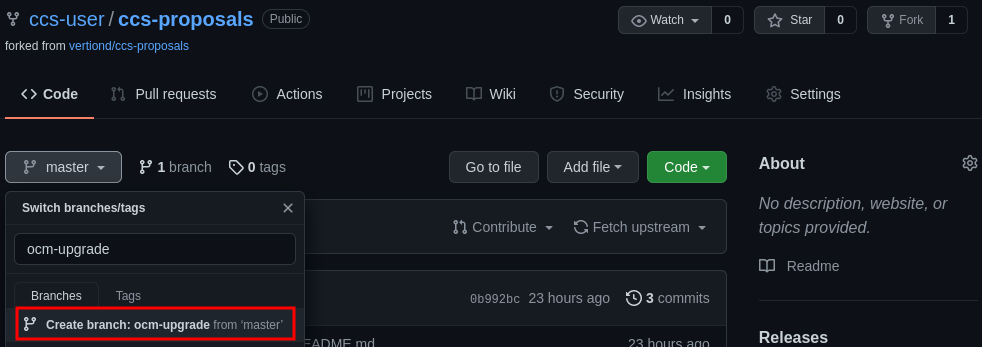 ccs-user / ccs-proposals Public
Watch 0 Star 0 Fork 1
forked from vertiond/ccs-proposals
Code Pull requests Actions Projects Wiki Security Insights Settings
master 1 branch 0 tags Go to file Add file Code
About
No description, website, or
topics provided.
Readme
Releases
Switch branches/tags
ocm-upgrade
Branches Tags
Create branch: ocm-upgrade from ‘master’
Contribute Fetch upstream
0b992bc 23 hours ago 3 commits
EADME.md 23 hours ago